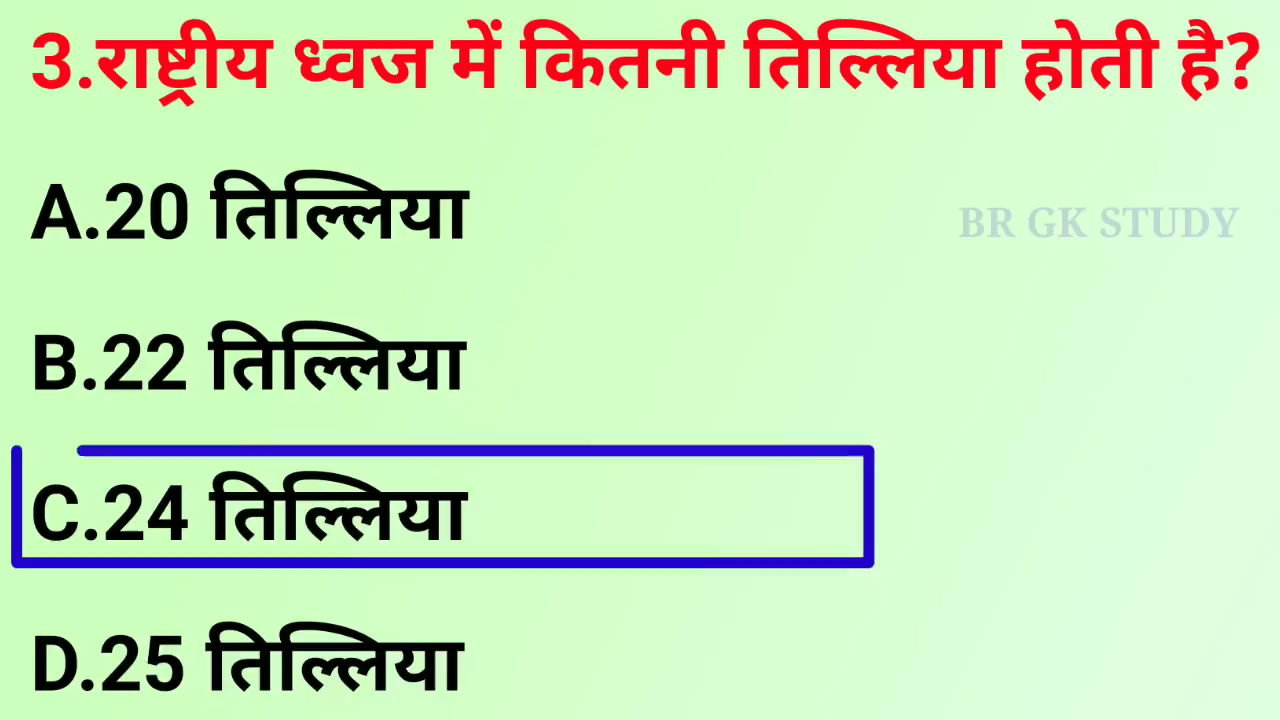 3.राष्ट्रीय ध्वज में कितनी तिल्लिया होती है?
A.20 तिल्लिया
BR GK STUDY
B.22 तिल्लिया
C.24 तिल्लिया
D.25 तिल्लिया